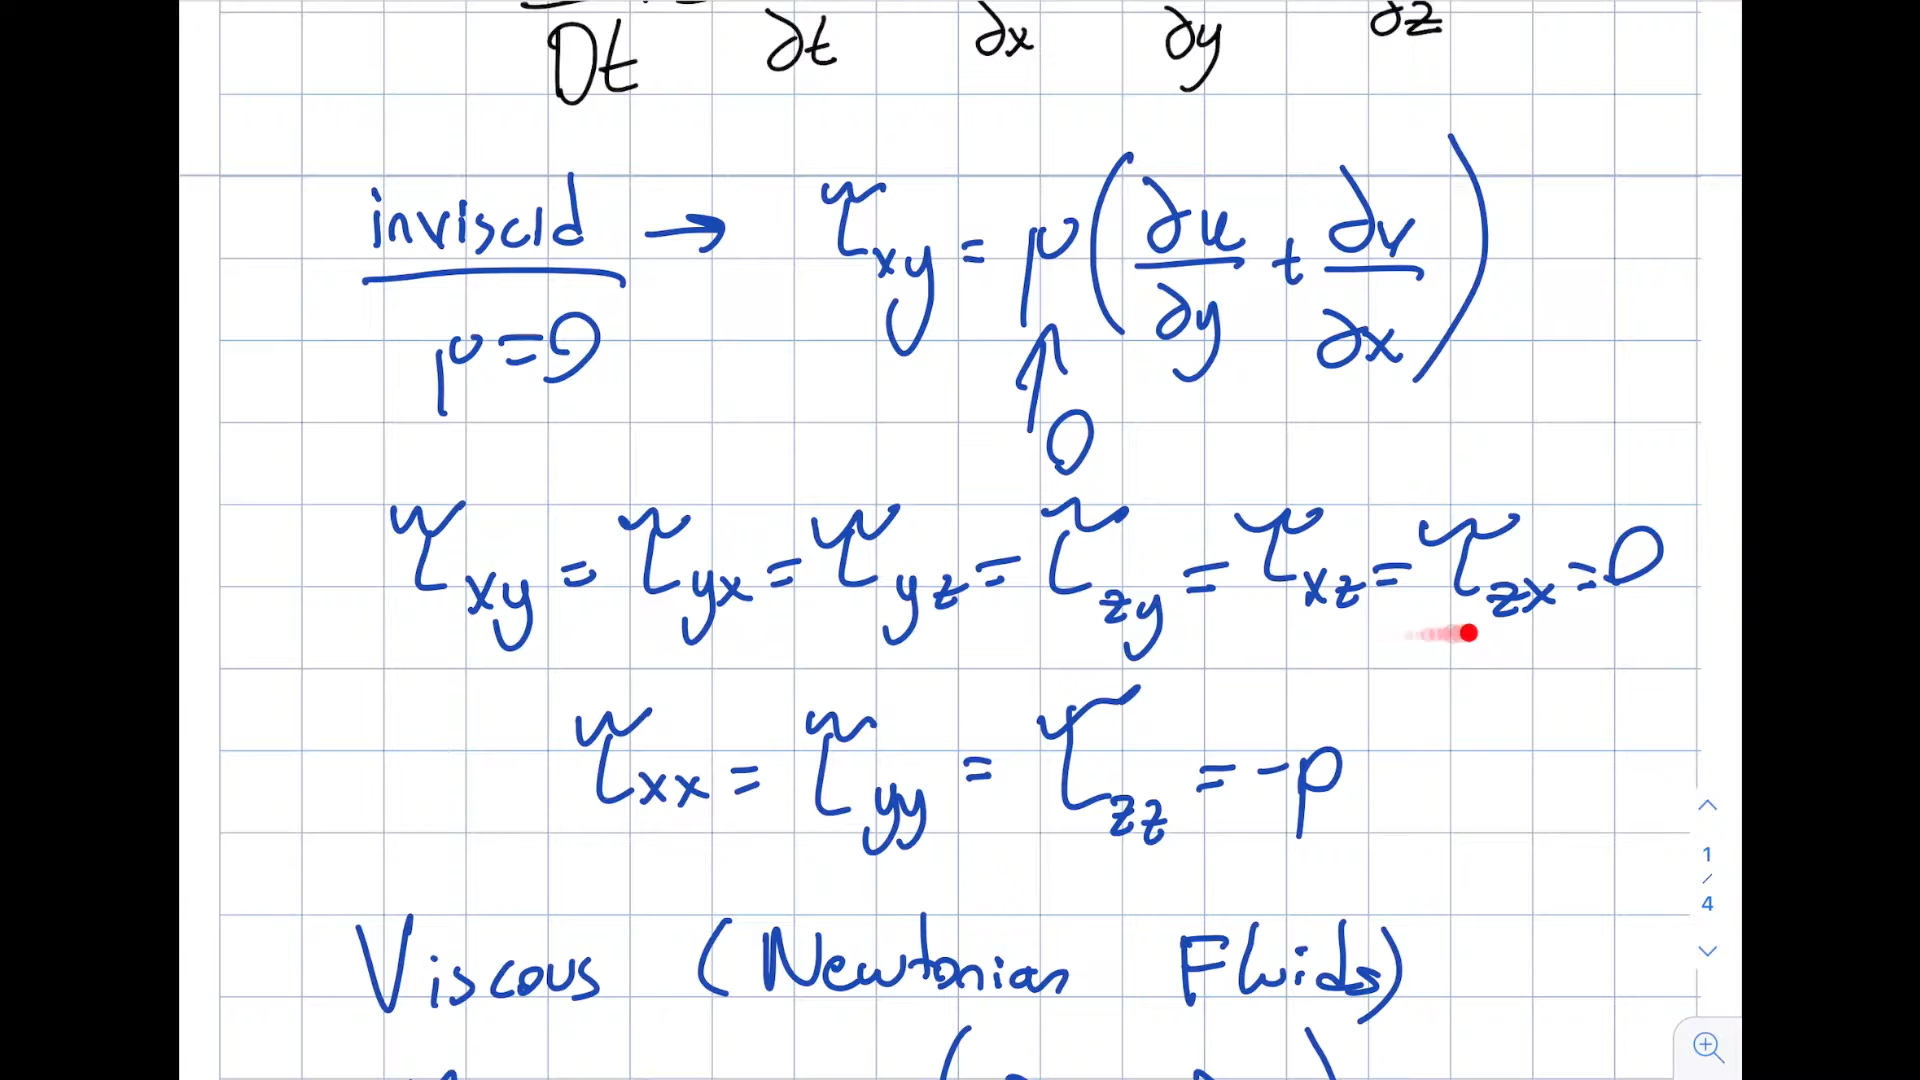 Dt ∂t ∂x ∂y ∂z
inviscid → τxy = μ(∂u/∂y + ∂v/∂x)
μ=0
0
τxy = τyx = τyz = τzy = τxz = τzx = 0
τxx = τyy = τzz = -p
1
/
4
Viscous (Newtonian Fluids)